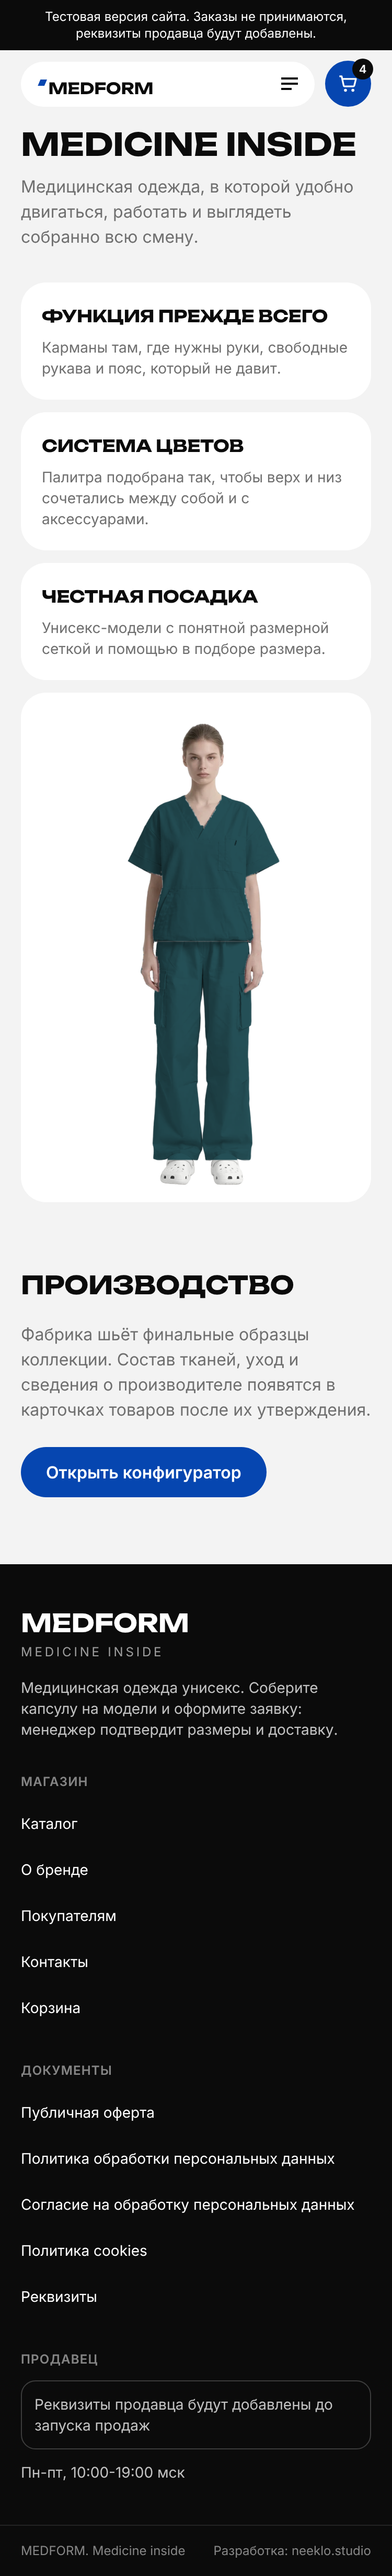 Тестовая версия сайта. Заказы не принимаются,
реквизиты продавца будут добавлены.
MEDFORM
4
MEDICINE INSIDE
Медицинская одежда, в которой удобно
двигаться, работать и выглядеть
собранно всю смену.
ФУНКЦИЯ ПРЕЖДЕ ВСЕГО
Карманы там, где нужны руки, свободные
рукава и пояс, который не давит.
СИСТЕМА ЦВЕТОВ
Палитра подобрана так, чтобы верх и низ
сочетались между собой и с
аксессуарами.
ЧЕСТНАЯ ПОСАДКА
Унисекс-модели с понятной размерной
сеткой и помощью в подборе размера.
ПРОИЗВОДСТВО
Фабрика шьёт финальные образцы
коллекции. Состав тканей, уход и
сведения о производителе появятся в
карточках товаров после их утверждения.
Открыть конфигуратор
MEDFORM
MEDICINE INSIDE
Медицинская одежда унисекс. Соберите
капсулу на модели и оформите заявку:
менеджер подтвердит размеры и доставку.
МАГАЗИН
Каталог
О бренде
Покупателям
Контакты
Корзина
ДОКУМЕНТЫ
Публичная оферта
Политика обработки персональных данных
Согласие на обработку персональных данных
Политика cookies
Реквизиты
ПРОДАВЕЦ
Реквизиты продавца будут добавлены до
запуска продаж
Пн-пт, 10:00-19:00 мск
MEDFORM. Medicine inside Разработка: neeklo.studio